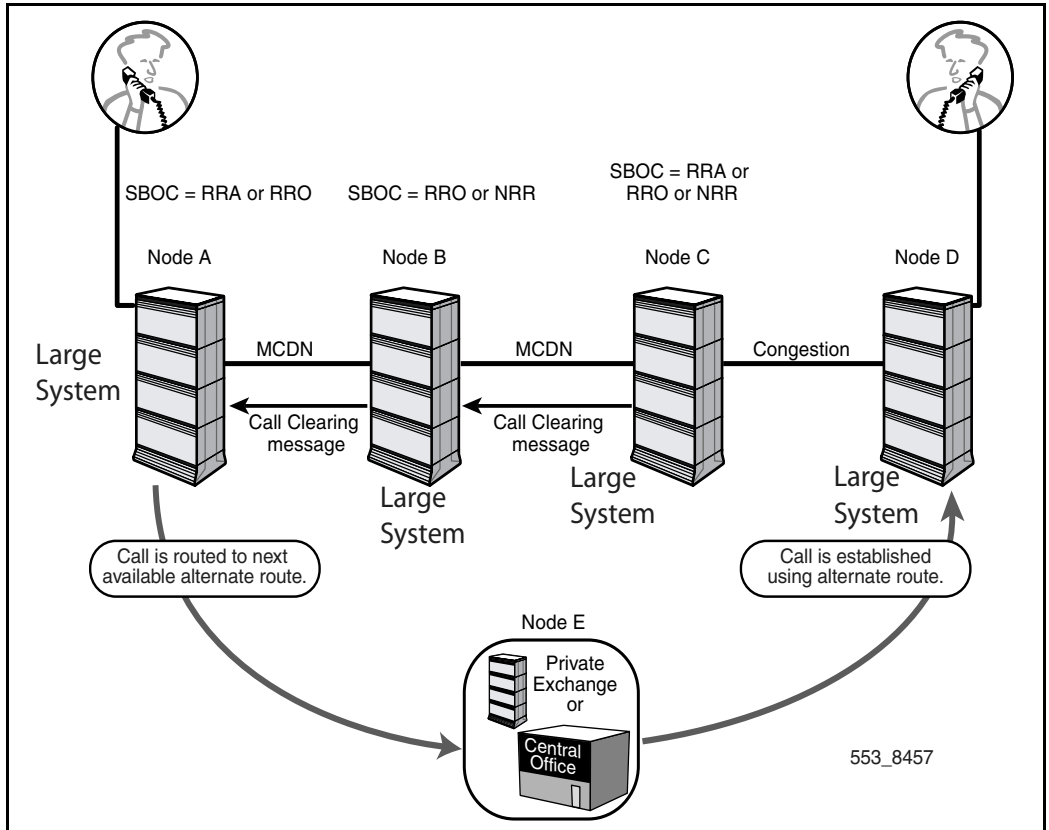 SBOC = RRA or RRO
SBOC = RRO or NRR
SBOC = RRA or
RRO or NRR
Node A
Node B
Node C
Node D
Large
System
MCDN
MCDN
Congestion
Call Clearing
message
Call Clearing
message
Large
System
Large
System
Large
System
Call is routed to next
available alternate route.
Call is established
using alternate route.
Node E
Private
Exchange
or
Central
Office
553_8457